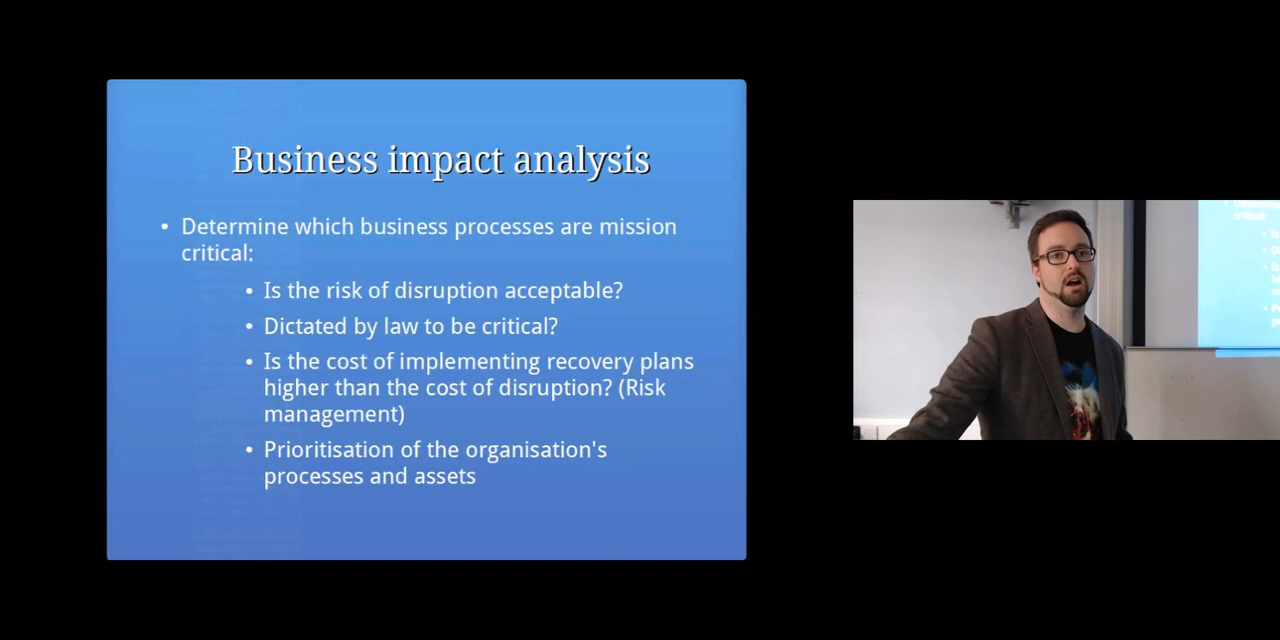 Business impact analysis
• Determine which business processes are mission
critical:
• Is the risk of disruption acceptable?
• Dictated by law to be critical?
• Is the cost of implementing recovery plans
higher than the cost of disruption? (Risk
management)
• Prioritisation of the organisation's
processes and assets
critical: